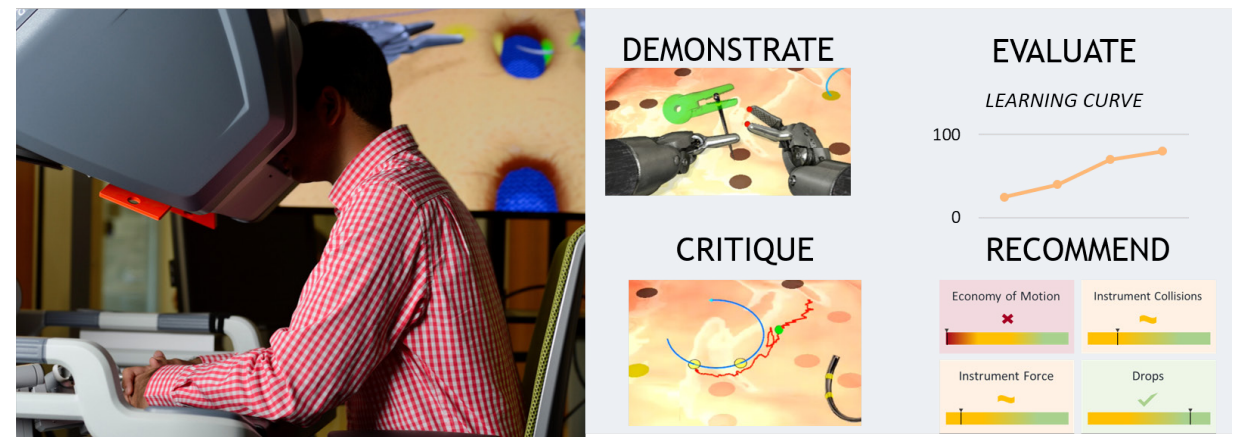 DEMONSTRATE
EVALUATE
LEARNING CURVE
100
0
CRITIQUE
RECOMMEND
Economy of Motion
Instrument Collisions
Instrument Force
Drops